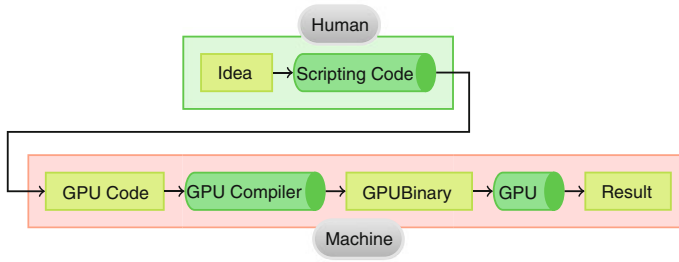 Human
Idea
Scripting Code
GPU Code
GPU Compiler
GPUBinary
GPU
Result
Machine